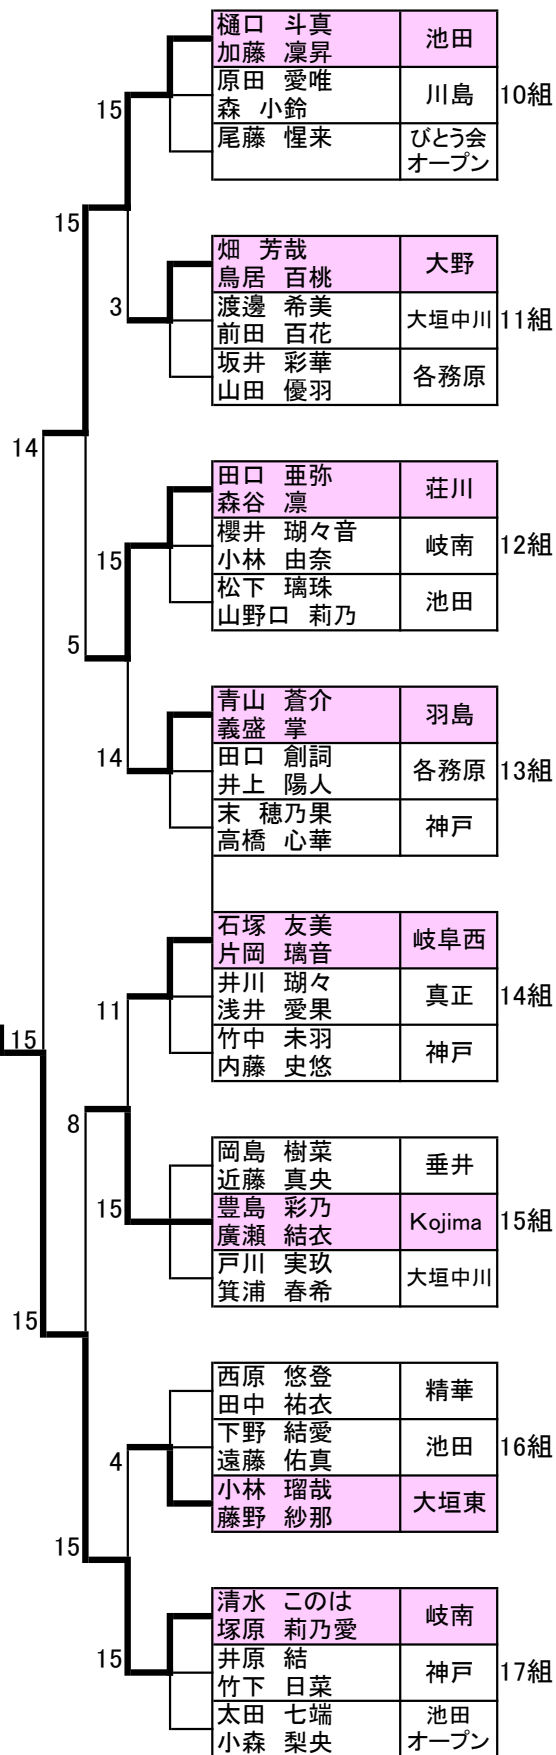 樋口 斗真
加藤 凜昇
池田
原田 愛唯
森 小鈴
川島
10組
15
尾藤 惺来
びとう会
オープン
15
畑 芳哉
鳥居 百桃
大野
3
渡邊 希美
前田 百花
大垣中川
11組
坂井 彩華
山田 優羽
各務原
14
田口 亜弥
森谷 凛
荘川
15
櫻井 瑚々音
小林 由奈
岐南
12組
松下 璃珠
山野口 莉乃
池田
5
青山 蒼介
義盛 掌
羽島
14
田口 創詞
井上 陽人
各務原
13組
末 穂乃果
高橋 心華
神戸
石塚 友美
片岡 璃音
岐阜西
11
井川 瑚々
浅井 愛果
真正
14組
15
竹中 未羽
内藤 史悠
神戸
8
岡島 樹菜
近藤 真央
垂井
15
豊島 彩乃
廣瀬 結衣
Kojima
15組
戸川 実玖
箕浦 春希
大垣中川
15
西原 悠登
田中 祐衣
精華
4
下野 結愛
遠藤 佑真
池田
16組
小林 瑠哉
藤野 紗那
大垣東
15
清水 このは
塚原 莉乃愛
岐南
15
井原 結
竹下 日菜
神戸
17組
太田 七端
小森 梨央
池田
オープン